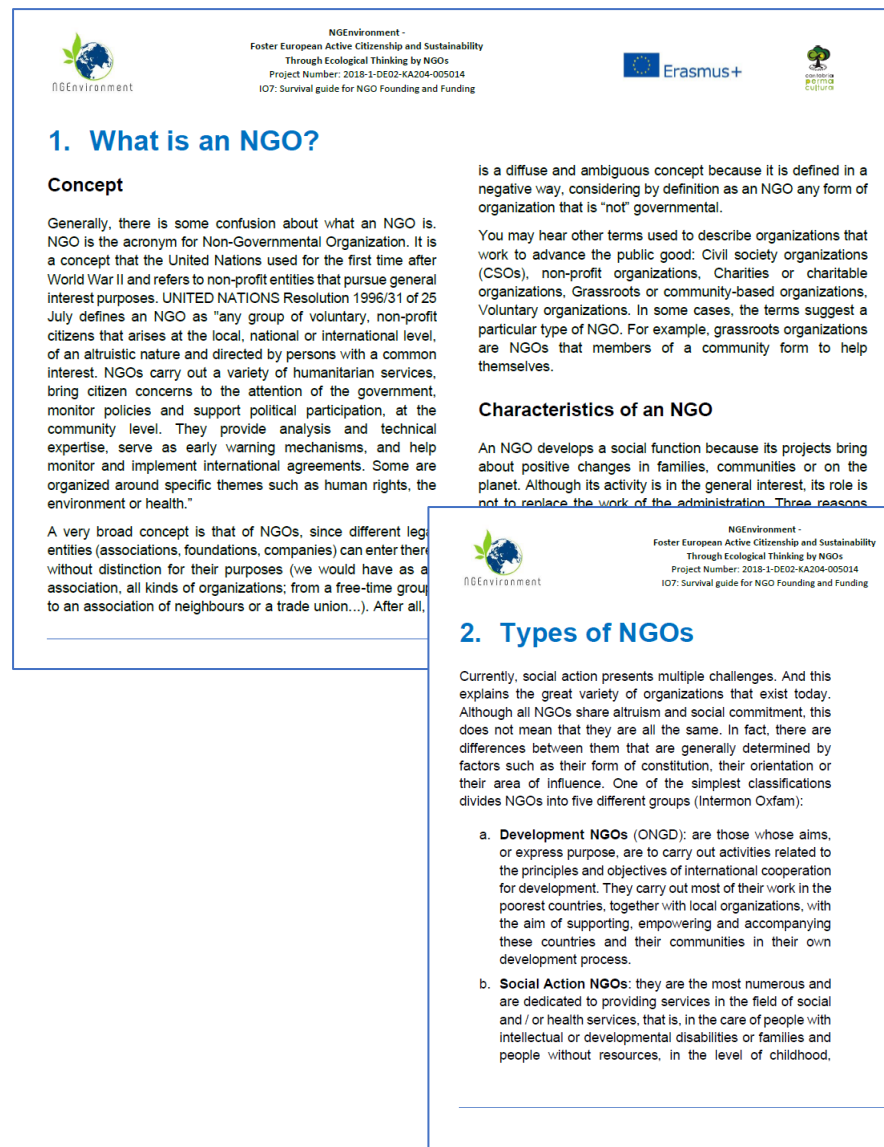 NGEnvironment -
Foster European Active Citizenship and Sustainability
Through Ecological Thinking by NGOs
Project Number: 2018-1-DE02-KA204-005014
IO7: Survival guide for NGO Founding and Funding
NGEnvironment
Erasmus+
cantabria
permacultura
1. What is an NGO?
Concept
Generally, there is some confusion about what an NGO is.
NGO is the acronym for Non-Governmental Organization. It is
a concept that the United Nations used for the first time after
World War II and refers to non-profit entities that pursue general
interest purposes. UNITED NATIONS Resolution 1996/31 of 25
July defines an NGO as "any group of voluntary, non-profit
citizens that arises at the local, national or international level,
of an altruistic nature and directed by persons with a common
interest. NGOs carry out a variety of humanitarian services,
bring citizen concerns to the attention of the government,
monitor policies and support political participation, at the
community level. They provide analysis and technical
expertise, serve as early warning mechanisms, and help
monitor and implement international agreements. Some are
organized around specific themes such as human rights, the
environment or health."
A very broad concept is that of NGOs, since different lega
entities (associations, foundations, companies) can enter there
without distinction for their purposes (we would have as a
association, all kinds of organizations; from a free-time group
to an association of neighbours or a trade union...). After all,
is a diffuse and ambiguous concept because it is defined in a
negative way, considering by definition as an NGO any form of
organization that is “not” governmental.
You may hear other terms used to describe organizations that
work to advance the public good: Civil society organizations
(CSOs), non-profit organizations, Charities or charitable
organizations, Grassroots or community-based organizations,
Voluntary organizations. In some cases, the terms suggest a
particular type of NGO. For example, grassroots organizations
are NGOs that members of a community form to help
themselves.
Characteristics of an NGO
An NGO develops a social function because its projects bring
about positive changes in families, communities or on the
planet. Although its activity is in the general interest, its role is
not to replace the work of the administration. Three reasons
NGEnvironment -
Foster European Active Citizenship and Sustainability
Through Ecological Thinking by NGOs
Project Number: 2018-1-DE02-KA204-005014
IO7: Survival guide for NGO Founding and Funding
NGEnvironment
2. Types of NGOs
Currently, social action presents multiple challenges. And this
explains the great variety of organizations that exist today.
Although all NGOs share altruism and social commitment, this
does not mean that they are all the same. In fact, there are
differences between them that are generally determined by
factors such as their form of constitution, their orientation or
their area of influence. One of the simplest classifications
divides NGOs into five different groups (Intermon Oxfam):
a. Development NGOs (ONGD): are those whose aims,
or express purpose, are to carry out activities related to
the principles and objectives of international cooperation
for development. They carry out most of their work in the
poorest countries, together with local organizations, with
the aim of supporting, empowering and accompanying
these countries and their communities in their own
development process.
b. Social Action NGOs: they are the most numerous and
are dedicated to providing services in the field of social
and / or health services, that is, in the care of people with
intellectual or developmental disabilities or families and
people without resources, in the level of childhood,